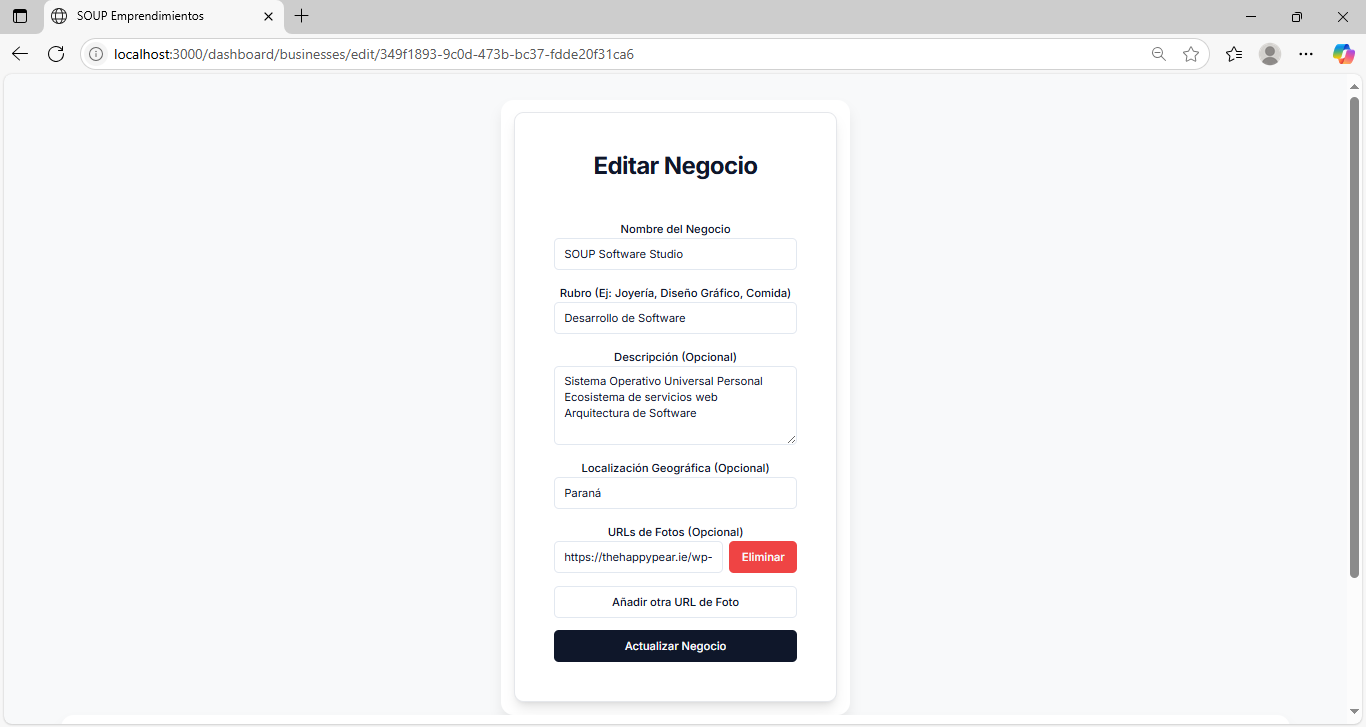 SOUP Emprendimientos
localhost:3000/dashboard/businesses/edit/349f1893-9c0d-473b-bc37-fdde20f31ca6
Editar Negocio
Nombre del Negocio
SOUP Software Studio
Rubro (Ej: Joyería, Diseño Gráfico, Comida)
Desarrollo de Software
Descripción (Opcional)
Sistema Operativo Universal Personal
Ecosistema de servicios web
Arquitectura de Software
Localización Geográfica (Opcional)
Paraná
URLs de Fotos (Opcional)
https://thehappypear.ie/wp-
Eliminar
Añadir otra URL de Foto
Actualizar Negocio